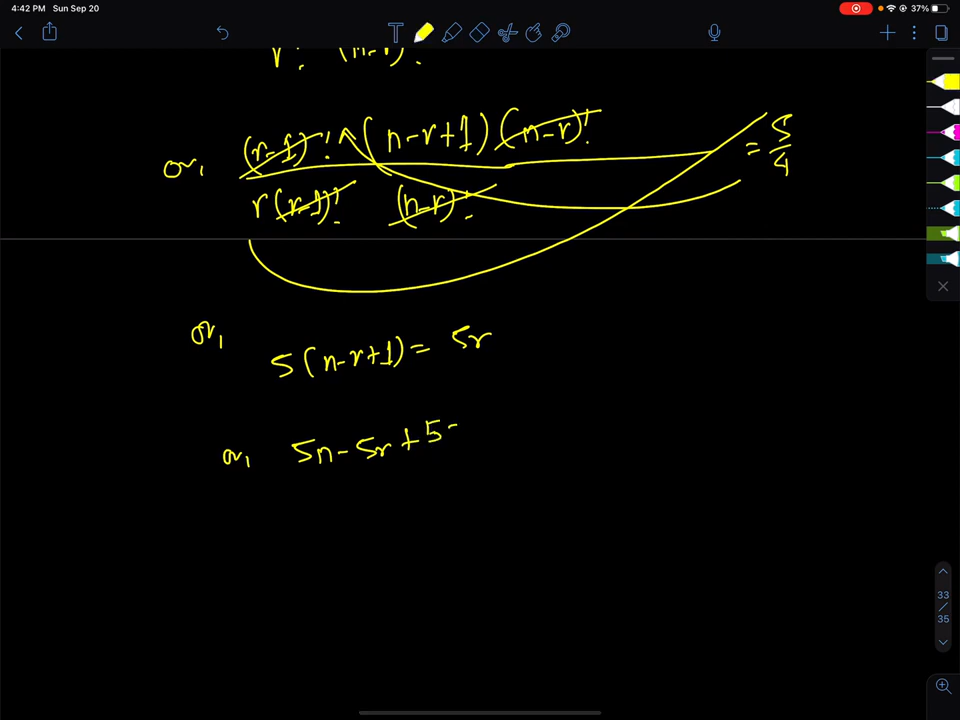 4:42 PM Sun Sep 20
37%
r! (n-r)!
or, (r-1)! (n-r+1) (n-r)! = 5
r (r-1)! (n-r)! 4
or, 5(n-r+1) = 5r
or, 5n-5r+5-
33
/
35